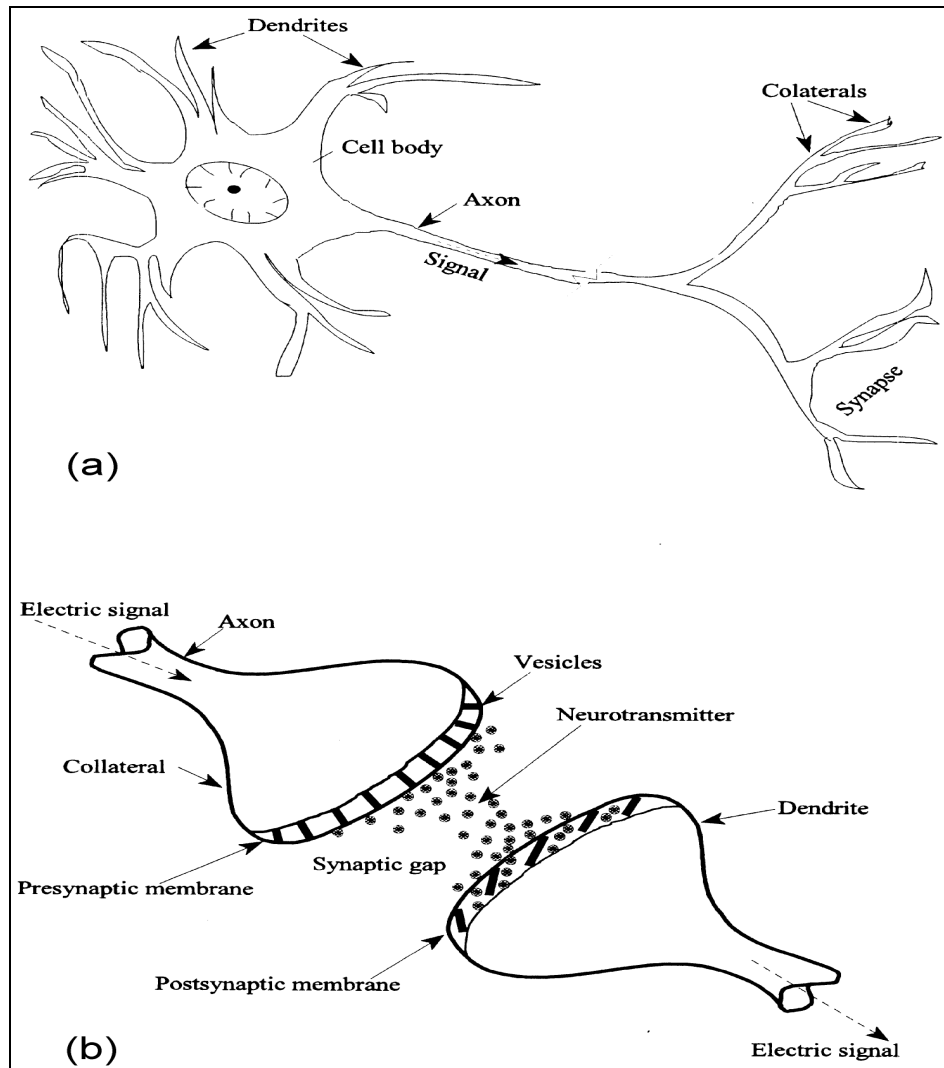 Dendrites
Colaterals
Cell body
Axon
Signal
Synapse
(a)
Electric signal
Axon
Vesicles
Neurotransmitter
Collateral
Dendrite
Synaptic gap
Presynaptic membrane
Postsynaptic membrane
(b)
Electric signal